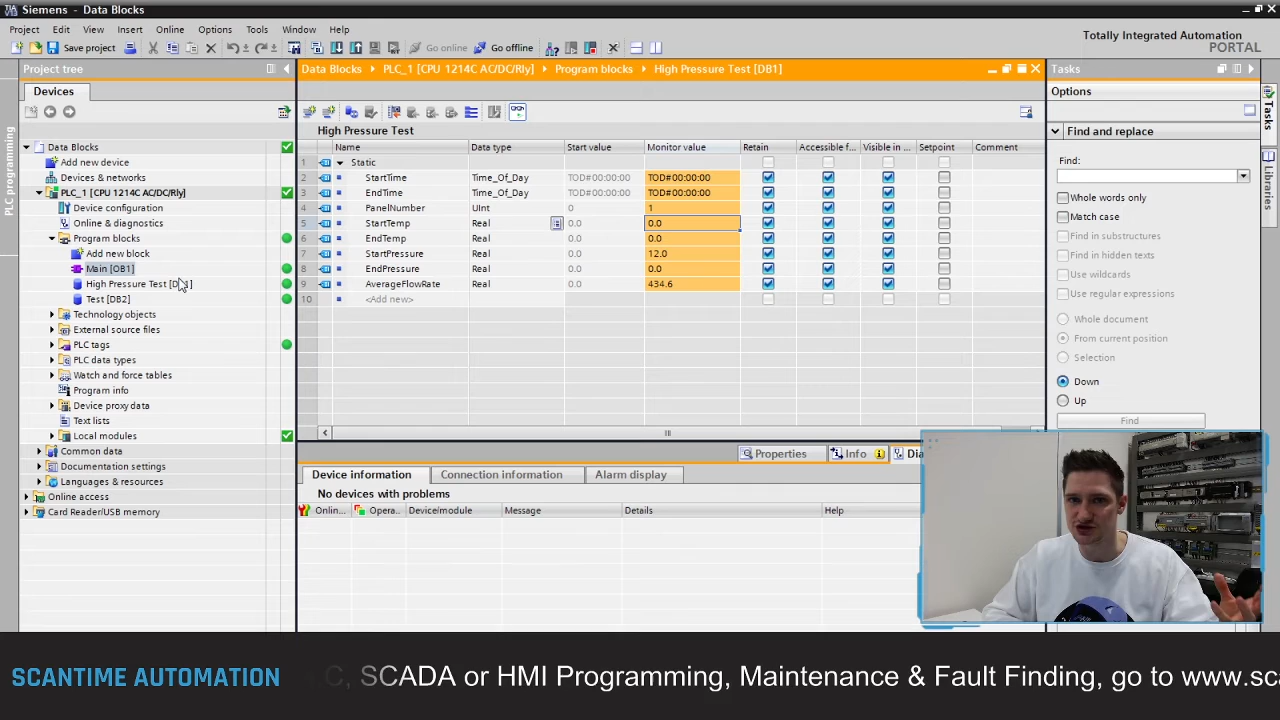 Siemens - Data Blocks
Project Edit View Insert Online Options Tools Window Help
Totally Integrated Automation
PORTAL
Save project Go online Go offline
Project tree
Data Blocks PLC_1 [CPU 1214C AC/DC/Rly] Program blocks High Pressure Test [DB1]
Tasks
Devices
Options
PLC programming
Tasks
Libraries
Data Blocks
Add new device
Devices & networks
PLC_1 [CPU 1214C AC/DC/Rly]
Device configuration
Online & diagnostics
Program blocks
Add new block
Main [OB1]
High Pressure Test [DB1]
Test [DB2]
Technology objects
External source files
PLC tags
PLC data types
Watch and force tables
Program info
Device proxy data
Text lists
Local modules
Common data
Documentation settings
Languages & resources
Online access
Card Reader/USB memory
High Pressure Test
Name Data type Start value Monitor value Retain Accessible f... Visible in ... Setpoint Comment
1 Static
2 StartTime Time_Of_Day TOD#00:00:00 TOD#00:00:00
3 EndTime Time_Of_Day TOD#00:00:00 TOD#00:00:00
4 PanelNumber UInt 0 1
5 StartTemp Real 0.0 0.0
6 EndTemp Real 0.0 0.0
7 StartPressure Real 0.0 12.0
8 EndPressure Real 0.0 0.0
9 AverageFlowRate Real 0.0 434.6
10 <Add new>
Find and replace
Find:
Whole words only
Match case
Find in substructures
Find in hidden texts
Use wildcards
Use regular expressions
Whole document
From current position
Selection
Down
Up
Find
Properties Info Dia
Device information Connection information Alarm display
No devices with problems
Onlin... Opera... Device/module Message Details Help
SCANTIME AUTOMATION
C, SCADA or HMI Programming, Maintenance & Fault Finding, go to www.sca